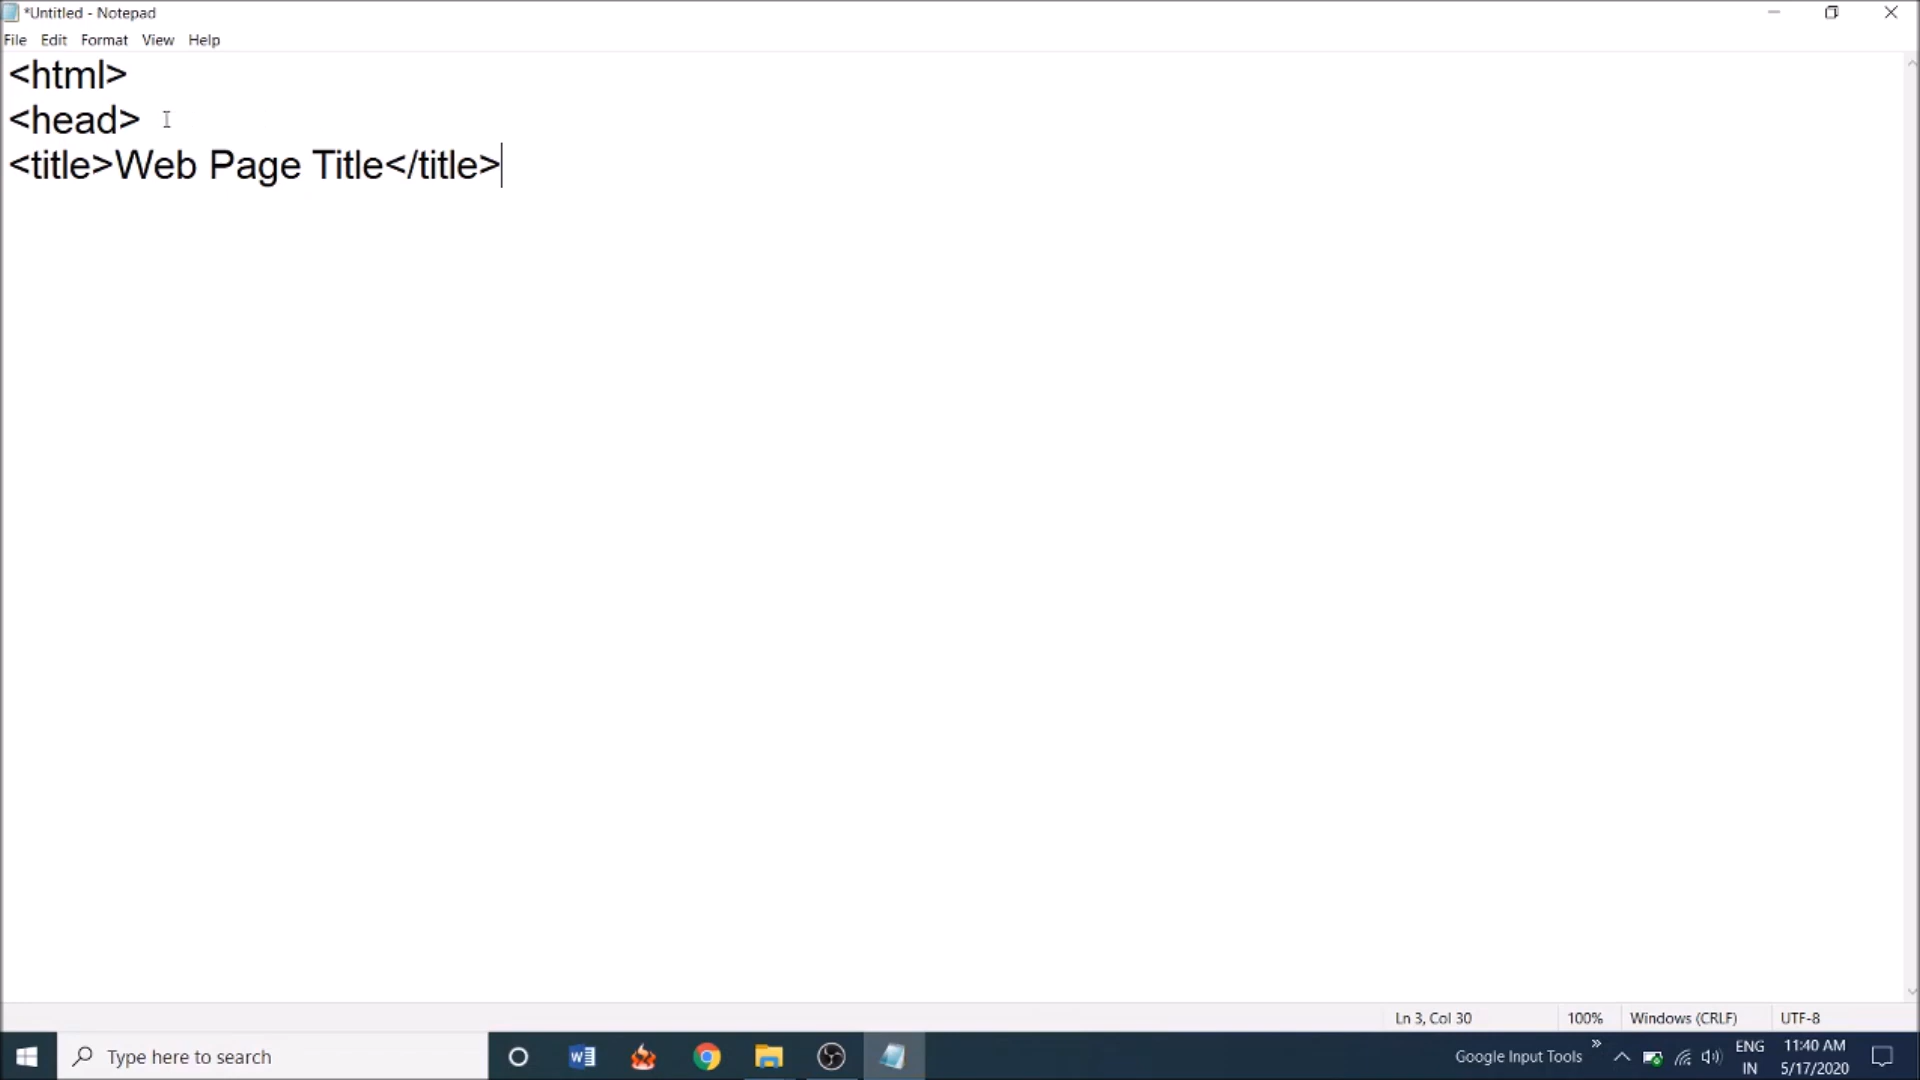 *Untitled - Notepad
File Edit Format View Help
<html>
<head>
<title>Web Page Title</title>
Ln 3, Col 30 100% Windows (CRLF) UTF-8
Type here to search
Google Input Tools
ENG
IN
11:40 AM
5/17/2020